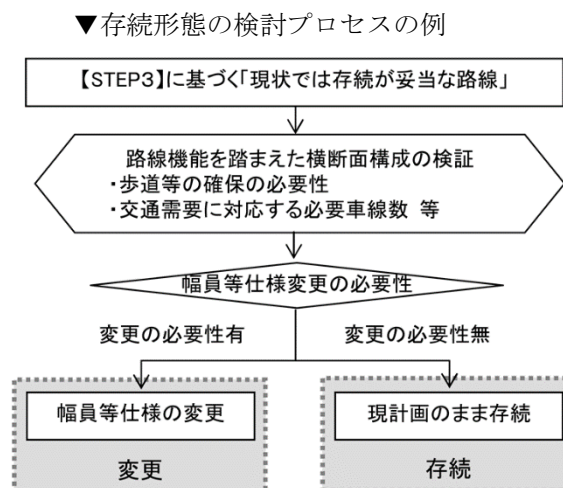 ▼存続形態の検討プロセスの例
【STEP3】に基づく「現状では存続が妥当な路線」
路線機能を踏まえた横断面構成の検証
・歩道等の確保の必要性
・交通需要に対応する必要車線数 等
幅員等仕様変更の必要性
変更の必要性有
変更の必要性無
幅員等仕様の変更
現計画のまま存続
変更
存続